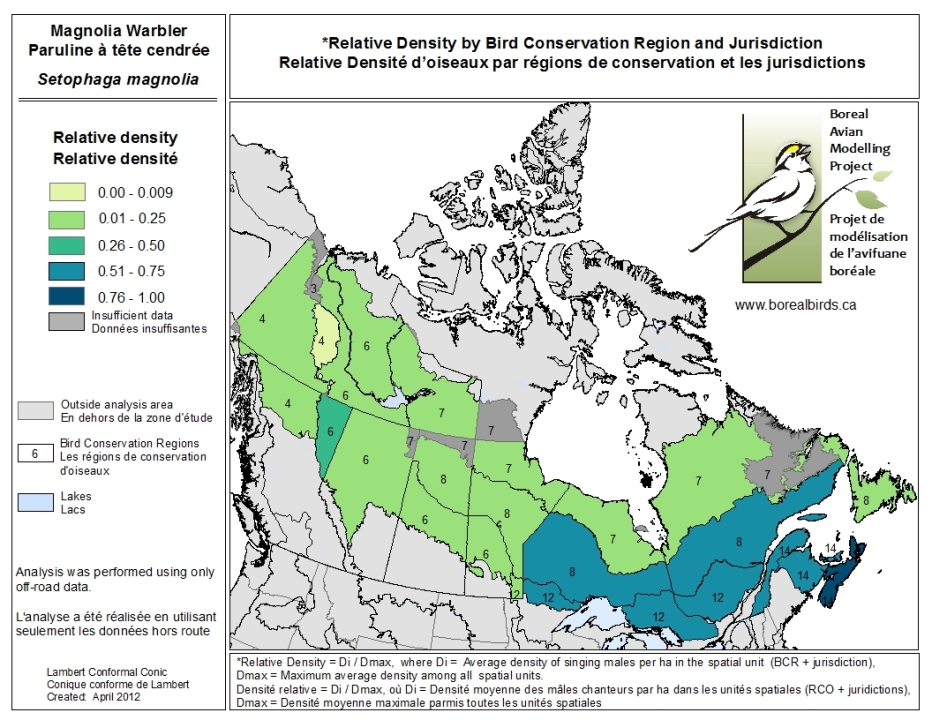 Magnolia Warbler
Paruline à tête cendrée
Setophaga magnolia
*Relative Density by Bird Conservation Region and Jurisdiction
Relative Densité d'oiseaux par régions de conservation et les jurisdictions
Relative density
Relative densité
0.00 - 0.009
0.01 - 0.25
0.26 - 0.50
0.51 - 0.75
0.76 - 1.00
Insufficient data
Données insuffisantes
Outside analysis area
En dehors de la zone d'étude
6
Bird Conservation Regions
Les régions de conservation
d'oiseaux
Lakes
Lacs
Analysis was performed using only
off-road data.
L'analyse a été réalisée en utilisant
seulement les données hors route
Lambert Conformal Conic
Conique conforme de Lambert
Created: April 2012
Boreal
Avian
Modelling
Project
Projet de
modélisation
de l'avifuane
boréale
www.borealbirds.ca
3
4
4
6
6
4
7
7
6
7
7
6
7
8
7
7
8
8
6
8
7
4
6
8
8
14
14
14
2
12
12
12
*Relative Density = Di / Dmax, where Di = Average density of singing males per ha in the spatial unit (BCR + jurisdiction),
Dmax = Maximum average density among all spatial units.
Densité relative = Di / Dmax, où Di = Densité moyenne des mâles chanteurs par ha dans les unités spatiales (RCO + juridictions),
Dmax = Densité moyenne maximale parmis toutes les unités spatiales